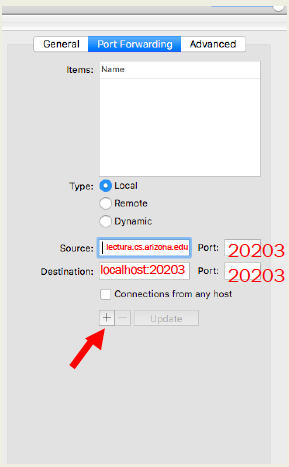 General Port Forwarding Advanced
Items: Name
Type: Local
Remote
Dynamic
Source: lectura.cs.arizona.edu Port: 20203
Destination: localhost:20203 Port: 20203
Connections from any host
+ − Update